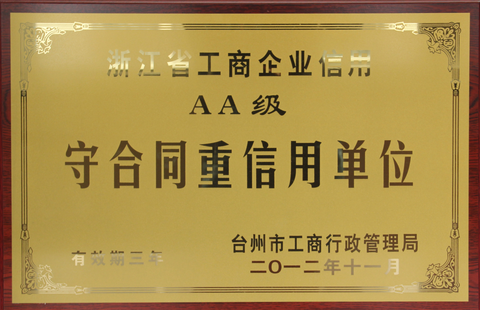 浙江省工商企业信用
AA级
守合同重信用单位
有效期三年
台州市工商行政管理局
二〇一二年十一月